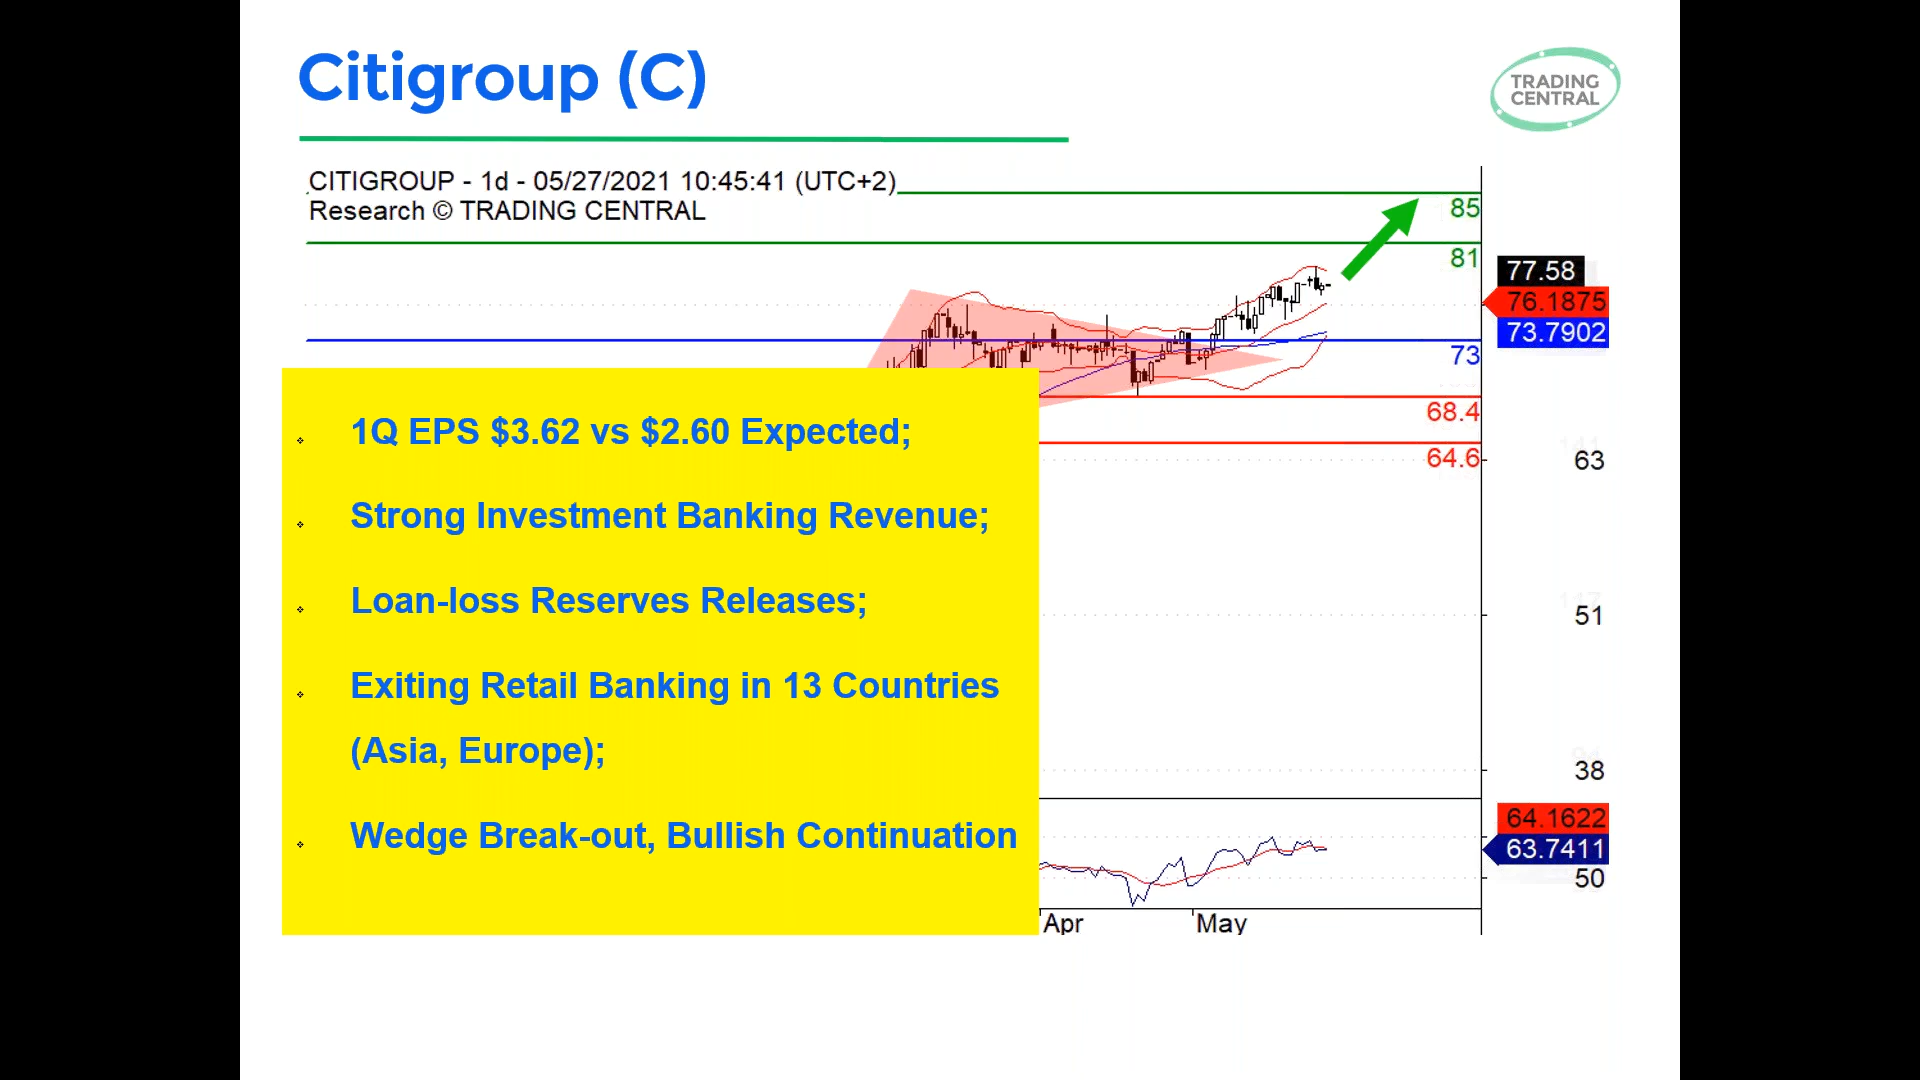 Citigroup (C)
TRADING
CENTRAL
CITIGROUP - 1d - 05/27/2021 10:45:41 (UTC+2)
Research © TRADING CENTRAL
85
81
77.58
76.1875
73.7902
73
68.4
64.6
63
51
38
1Q EPS $3.62 vs $2.60 Expected;
Strong Investment Banking Revenue;
Loan-loss Reserves Releases;
Exiting Retail Banking in 13 Countries
(Asia, Europe);
Wedge Break-out, Bullish Continuation
64.1622
63.7411
50
Apr
May